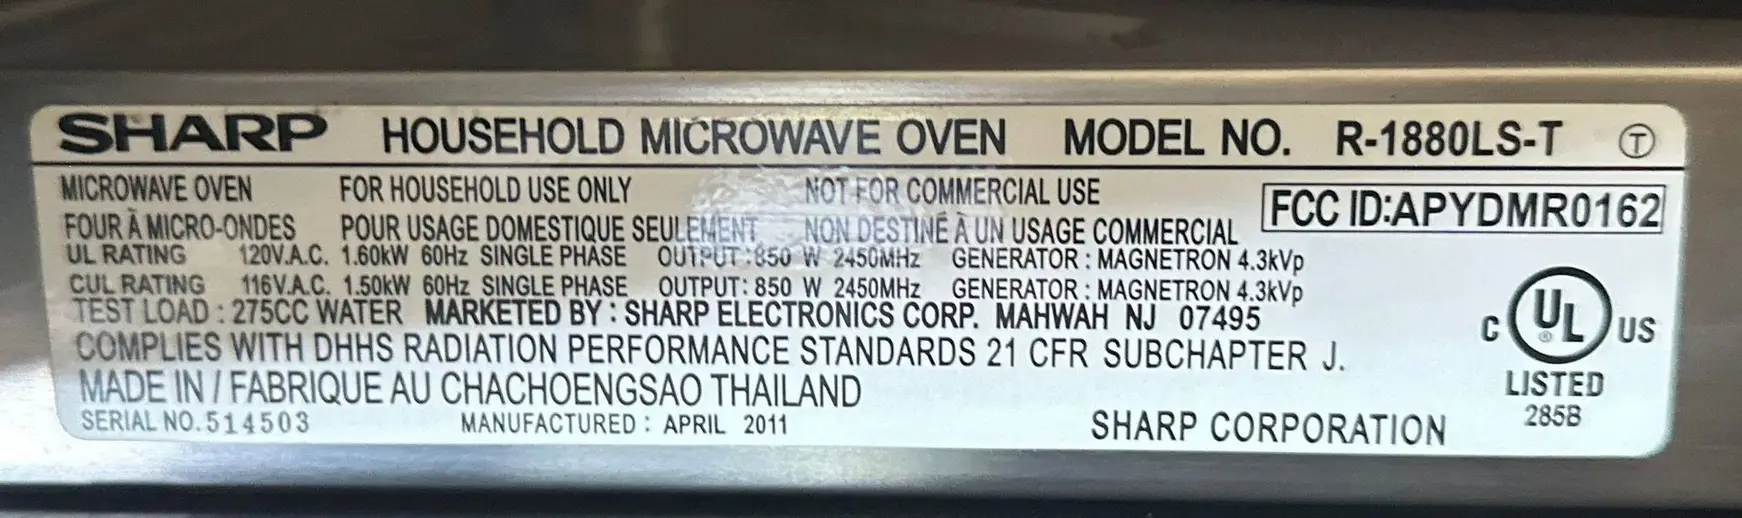 SHARP HOUSEHOLD MICROWAVE OVEN MODEL NO. R-1880LS-T T
MICROWAVE OVEN FOR HOUSEHOLD USE ONLY NOT FOR COMMERCIAL USE
FOUR À MICRO-ONDES POUR USAGE DOMESTIQUE SEULEMENT NON DESTINÉ À UN USAGE COMMERCIAL
FCC ID:APYDMR0162
UL RATING 120V.A.C. 1.60kW 60Hz SINGLE PHASE OUTPUT:850 W 2450MHz GENERATOR : MAGNETRON 4.3kVp
CUL RATING 116V.A.C. 1.50kW 60Hz SINGLE PHASE OUTPUT: 850 W 2450MHz GENERATOR : MAGNETRON 4.3kVp
TEST LOAD : 275CC WATER MARKETED BY : SHARP ELECTRONICS CORP. MAHWAH NJ 07495
COMPLIES WITH DHHS RADIATION PERFORMANCE STANDARDS 21 CFR SUBCHAPTER J.
MADE IN / FABRIQUE AU CHACHOENGSAO THAILAND
SERIAL NO. 514503 MANUFACTURED : APRIL 2011
SHARP CORPORATION
C UL ® US
LISTED
285B